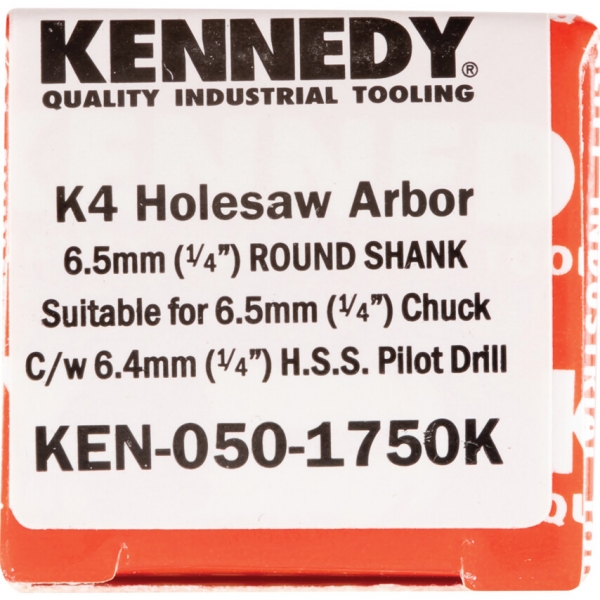 KENNEDY®
QUALITY INDUSTRIAL TOOLING
K4 Holesaw Arbor
6.5mm (1/4") ROUND SHANK
Suitable for 6.5mm (1/4") Chuck
C/w 6.4mm (1/4") H.S.S. Pilot Drill
KEN-050-1750K